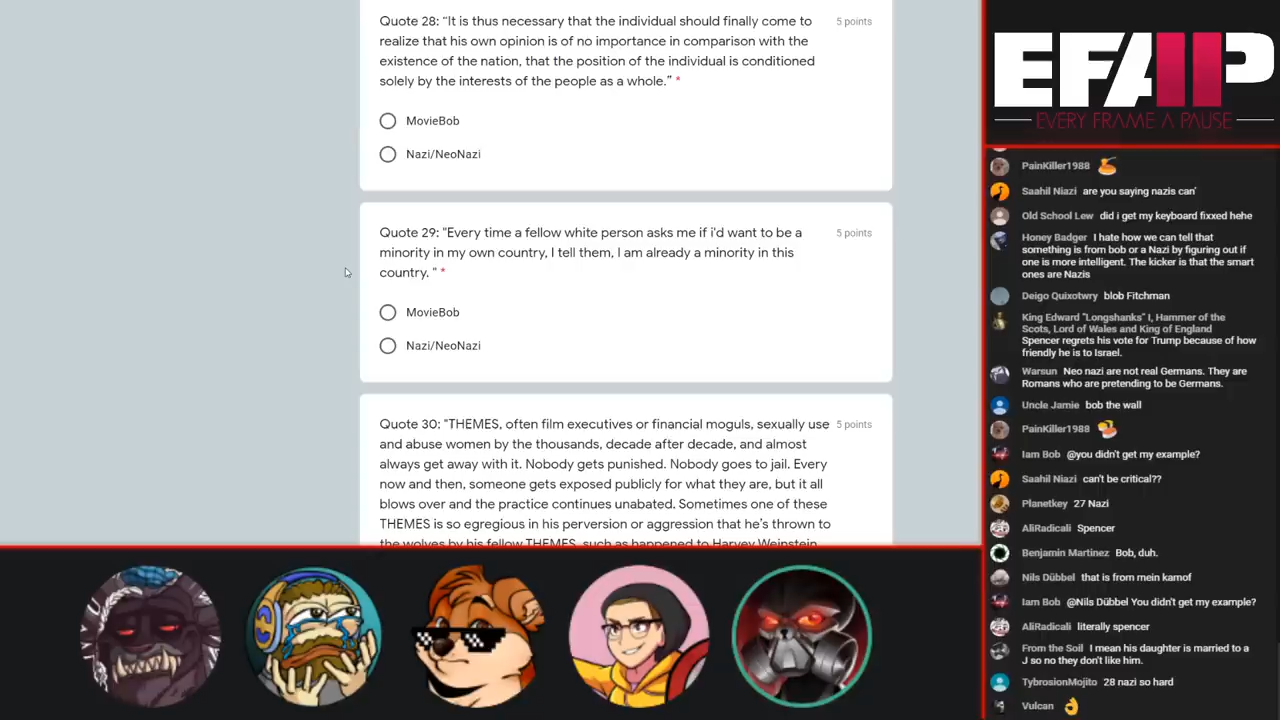 Quote 28: “It is thus necessary that the individual should finally come to
realize that his own opinion is of no importance in comparison with the
existence of the nation, that the position of the individual is conditioned
solely by the interests of the people as a whole.” *
5 points
MovieBob
Nazi/NeoNazi
Quote 29: "Every time a fellow white person asks me if i'd want to be a
minority in my own country, I tell them, I am already a minority in this
country. " *
5 points
MovieBob
Nazi/NeoNazi
Quote 30: "THEMES, often film executives or financial moguls, sexually use
and abuse women by the thousands, decade after decade, and almost
always get away with it. Nobody gets punished. Nobody goes to jail. Every
now and then, someone gets exposed publicly for what they are, but it all
blows over and the practice continues unabated. Sometimes one of these
THEMES is so egregious in his perversion or aggression that he’s thrown to
the wolves by his fellow THEMES, such as happened to Harvey Weinstein
5 points
EFAP
EVERY FRAME A PAUSE
PainKiller1988
Saahil Niazi are you saying nazis can'
Old School Lew did i get my keyboard fixxed hehe
Honey Badger I hate how we can tell that
something is from bob or a Nazi by figuring out if
one is more intelligent. The kicker is that the smart
ones are Nazis
Deigo Quixotwry blob Fitchman
King Edward "Longshanks" I, Hammer of the
Scots, Lord of Wales and King of England
Spencer regrets his vote for Trump because of how
friendly he is to Israel.
Warsun Neo nazi are not real Germans. They are
Romans who are pretending to be Germans.
Uncle Jamie bob the wall
PainKiller1988
Iam Bob @you didn't get my example?
Saahil Niazi can't be critical??
Planetkey 27 Nazi
AliRadicali Spencer
Benjamin Martinez Bob, duh.
Nils Dübbel that is from mein kamof
Iam Bob @Nils Dübbel You didn't get my example?
AliRadicali literally spencer
From the Soil I mean his daughter is married to a
J so no they don't like him.
TybrosionMojito 28 nazi so hard
Vulcan